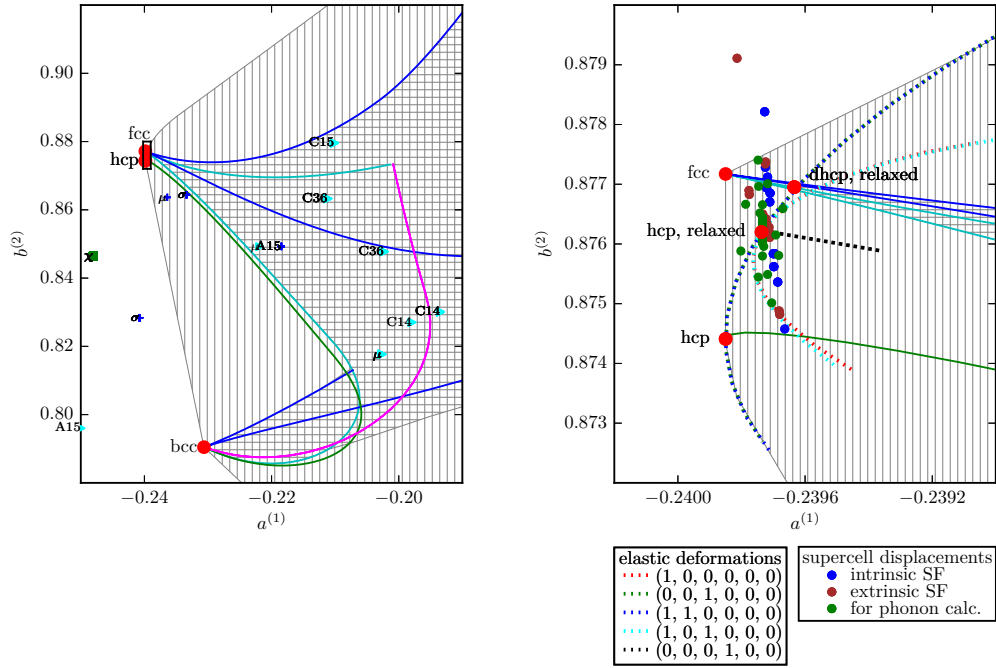 0.90
0.88
0.86
0.84
0.82
0.80
b(2)
−0.24
−0.22
−0.20
a(1)
fcc
hcp
bcc
C15
C36
μ
σ
A15
C36
χ
σ
C14
C14
μ
A15
0.879
0.878
0.877
0.876
0.875
0.874
0.873
b(2)
−0.2400
−0.2396
−0.2392
a(1)
fcc
dhcp, relaxed
hcp, relaxed
hcp
elastic deformations
(1, 0, 0, 0, 0, 0)
(0, 0, 1, 0, 0, 0)
(1, 1, 0, 0, 0, 0)
(1, 0, 1, 0, 0, 0)
(0, 0, 0, 1, 0, 0)
supercell displacements
intrinsic SF
extrinsic SF
for phonon calc.